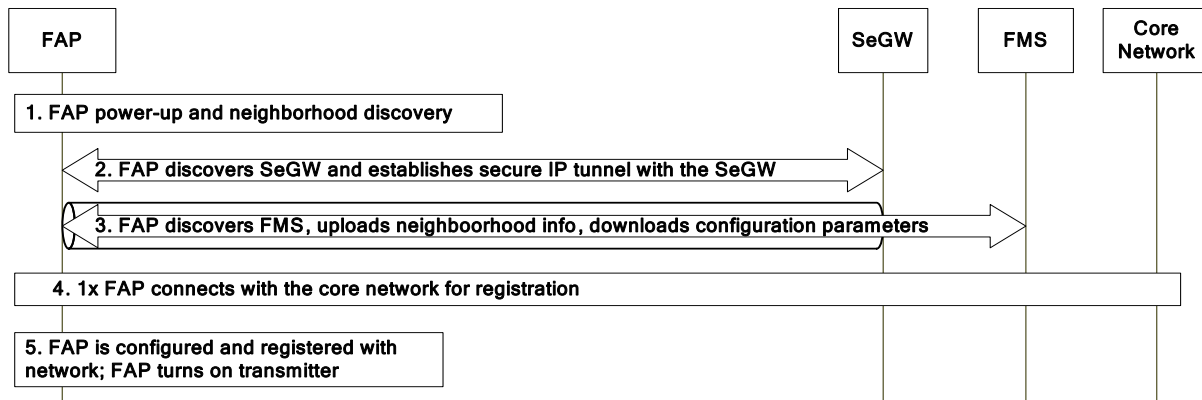 FAP
SeGW
FMS
Core
Network
1. FAP power-up and neighborhood discovery
2. FAP discovers SeGW and establishes secure IP tunnel with the SeGW
3. FAP discovers FMS, uploads neighboorhood info, downloads configuration parameters
4. 1x FAP connects with the core network for registration
5. FAP is configured and registered with
network; FAP turns on transmitter